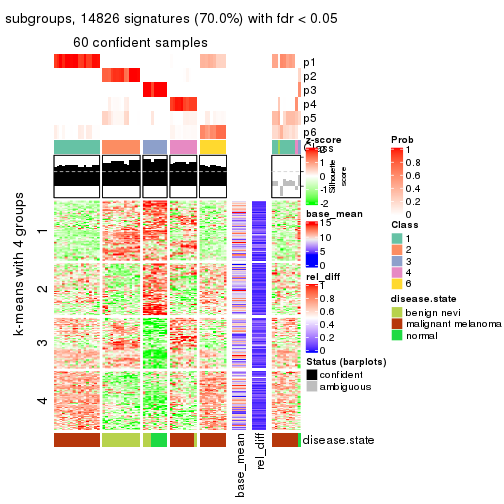 subgroups, 14826 signatures (70.0%) with fdr < 0.05
60 confident samples
p1
p2
p3
p4
p5
p6
Class
Silhouette
score
k-means with 4 groups
1
2
3
4
z-score
2
1
0
-1
-2
base_mean
15
10
5
0
rel_diff
1
0.8
0.6
0.4
0.2
0
Status (barplots)
confident
ambiguous
Prob
1
0.8
0.6
0.4
0.2
0
Class
1
2
3
4
6
disease.state
benign nevi
malignant melanoma
normal
disease.state
base_mean
rel_diff